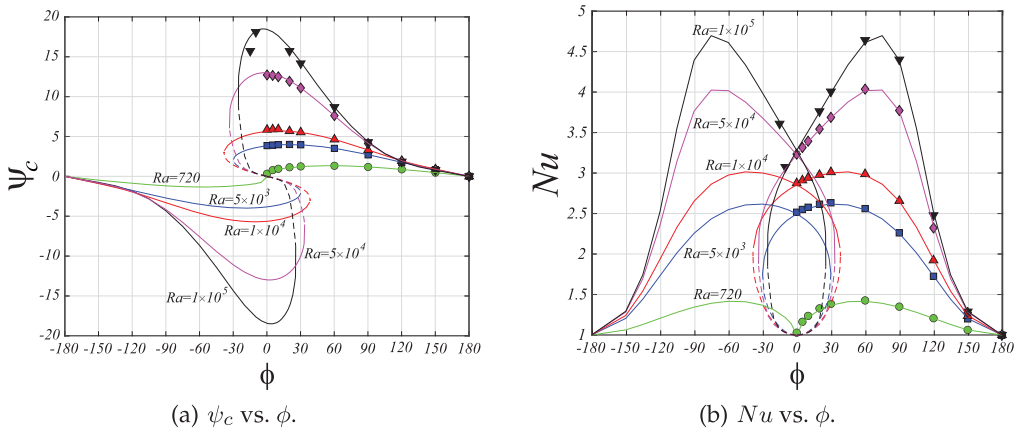 20
15
10
5
0
-5
-10
-15
-20
Ψc
Ra=720
Ra=5×10³
Ra=1×10⁴
Ra=5×10⁴
Ra=1×10⁵
-180 -150 -120 -90 -60 -30 0 30 60 90 120 150 180
ϕ
(a) ψc vs. ϕ.
5
4.5
4
3.5
3
2.5
2
1.5
1
Nu
Ra=1×10⁵
Ra=5×10⁴
Ra=1×10⁴
Ra=5×10³
Ra=720
-180 -150 -120 -90 -60 -30 0 30 60 90 120 150 180
ϕ
(b) Nu vs. ϕ.